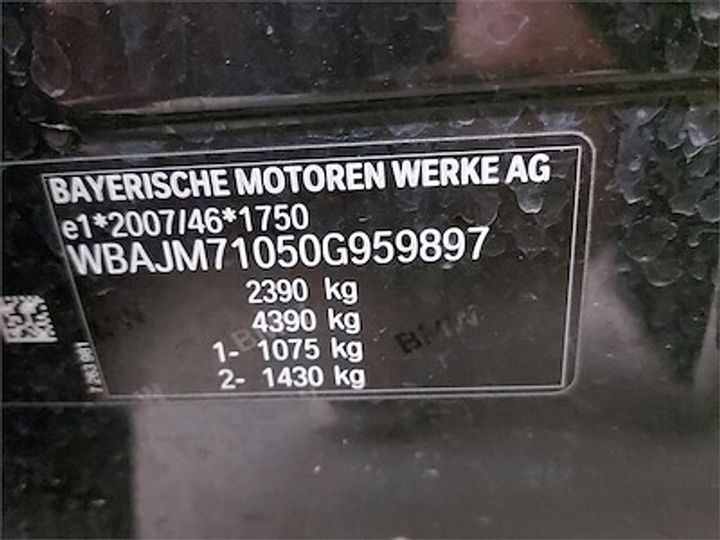 BAYERISCHE MOTOREN WERKE AG
e1*2007/46*1750
WBAJM71050G959897
2390 kg
4390 kg
1- 1075 kg
2- 1430 kg
BMW